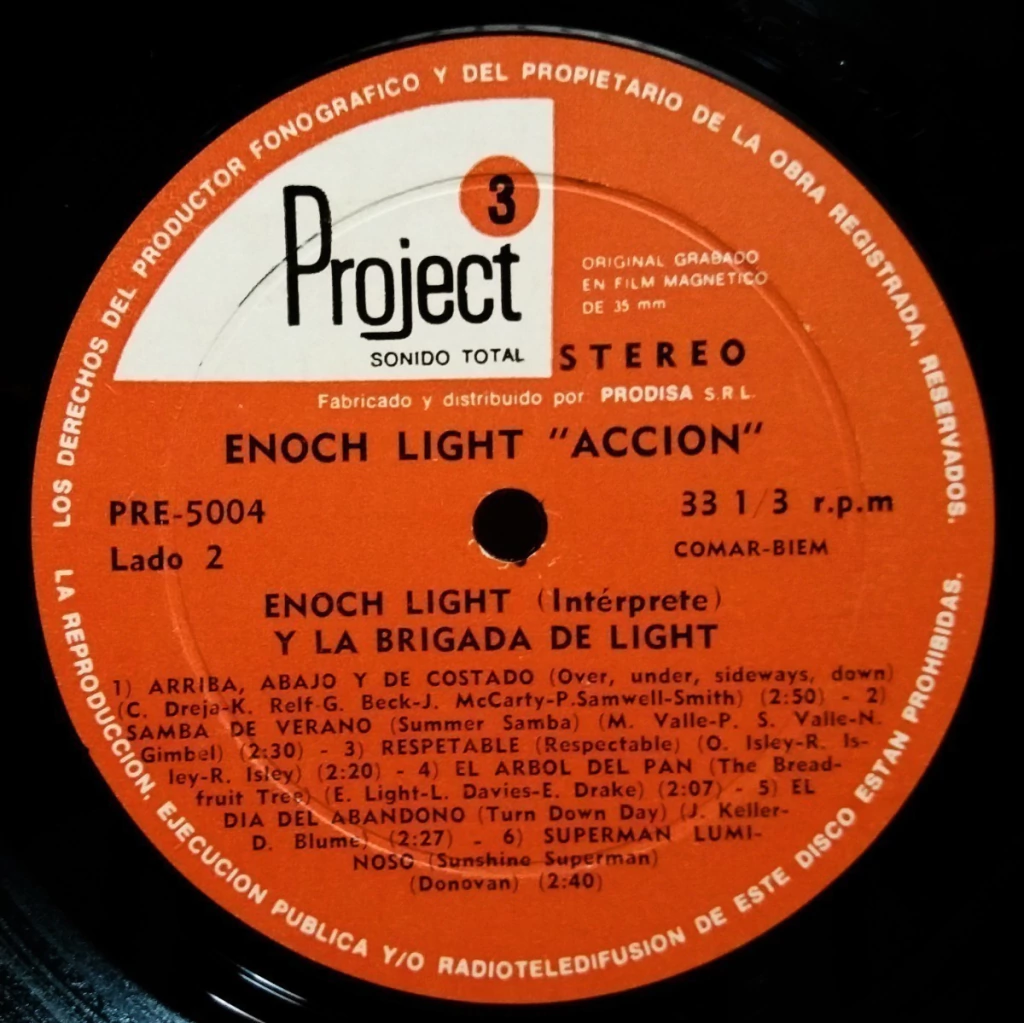 LOS DERECHOS DEL PRODUCTOR FONOGRAFICO Y DEL PROPIETARIO DE LA OBRA REGISTRADA, RESERVADOS.
3
Project
SONIDO TOTAL
ORIGINAL GRABADO
EN FILM MAGNETICO
DE 35 mm
STEREO
Fabricado y distribuido por PRODISA S.R.L.
ENOCH LIGHT "ACCION"
PRE-5004
33 1/3 r.p.m
Lado 2
COMAR-BIEM
ENOCH LIGHT (Intérprete)
Y LA BRIGADA DE LIGHT
1) ARRIBA, ABAJO Y DE COSTADO (Over, under, sideways, down)
(C. Dreja-K. Relf-G. Beck-J. McCarty-P.Samwell-Smith) (2:50) - 2)
SAMBA DE VERANO (Summer Samba) (M. Valle-P. S. Valle-N.
Gimbel) (2:30) - 3) RESPETABLE (Respectable) (O. Isley-R. Is-
ley-R. Isley) (2:20) - 4) EL ARBOL DEL PAN (The Bread-
fruit Tree) (E. Light-L. Davies-E. Drake) (2:07) - 5) EL
DIA DEL ABANDONO (Turn Down Day) (J. Keller-
D. Blume) (2:27) - 6) SUPERMAN LUMI-
NOSO (Sunshine Superman)
(Donovan) (2:40)
LA REPRODUCCION, EJECUCION PUBLICA Y/O RADIOTELEDIFUSION DE ESTE DISCO ESTAN PROHIBIDAS.